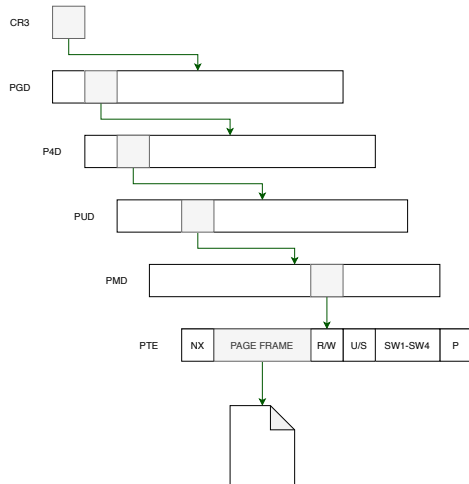 CR3
PGD
P4D
PUD
PMD
PTE NX PAGE FRAME R/W U/S SW1-SW4 P